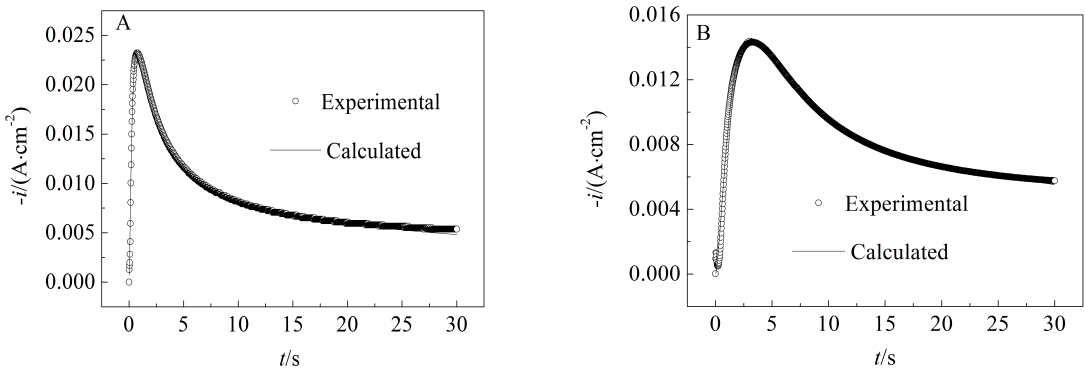 A
0.025
0.020
0.015
0.010
0.005
0.000
-i/(A·cm⁻²)
Experimental
Calculated
0 5 10 15 20 25 30
t/s
B
0.016
0.012
0.008
0.004
0.000
-i/(A·cm⁻²)
Experimental
Calculated
0 5 10 15 20 25 30
t/s